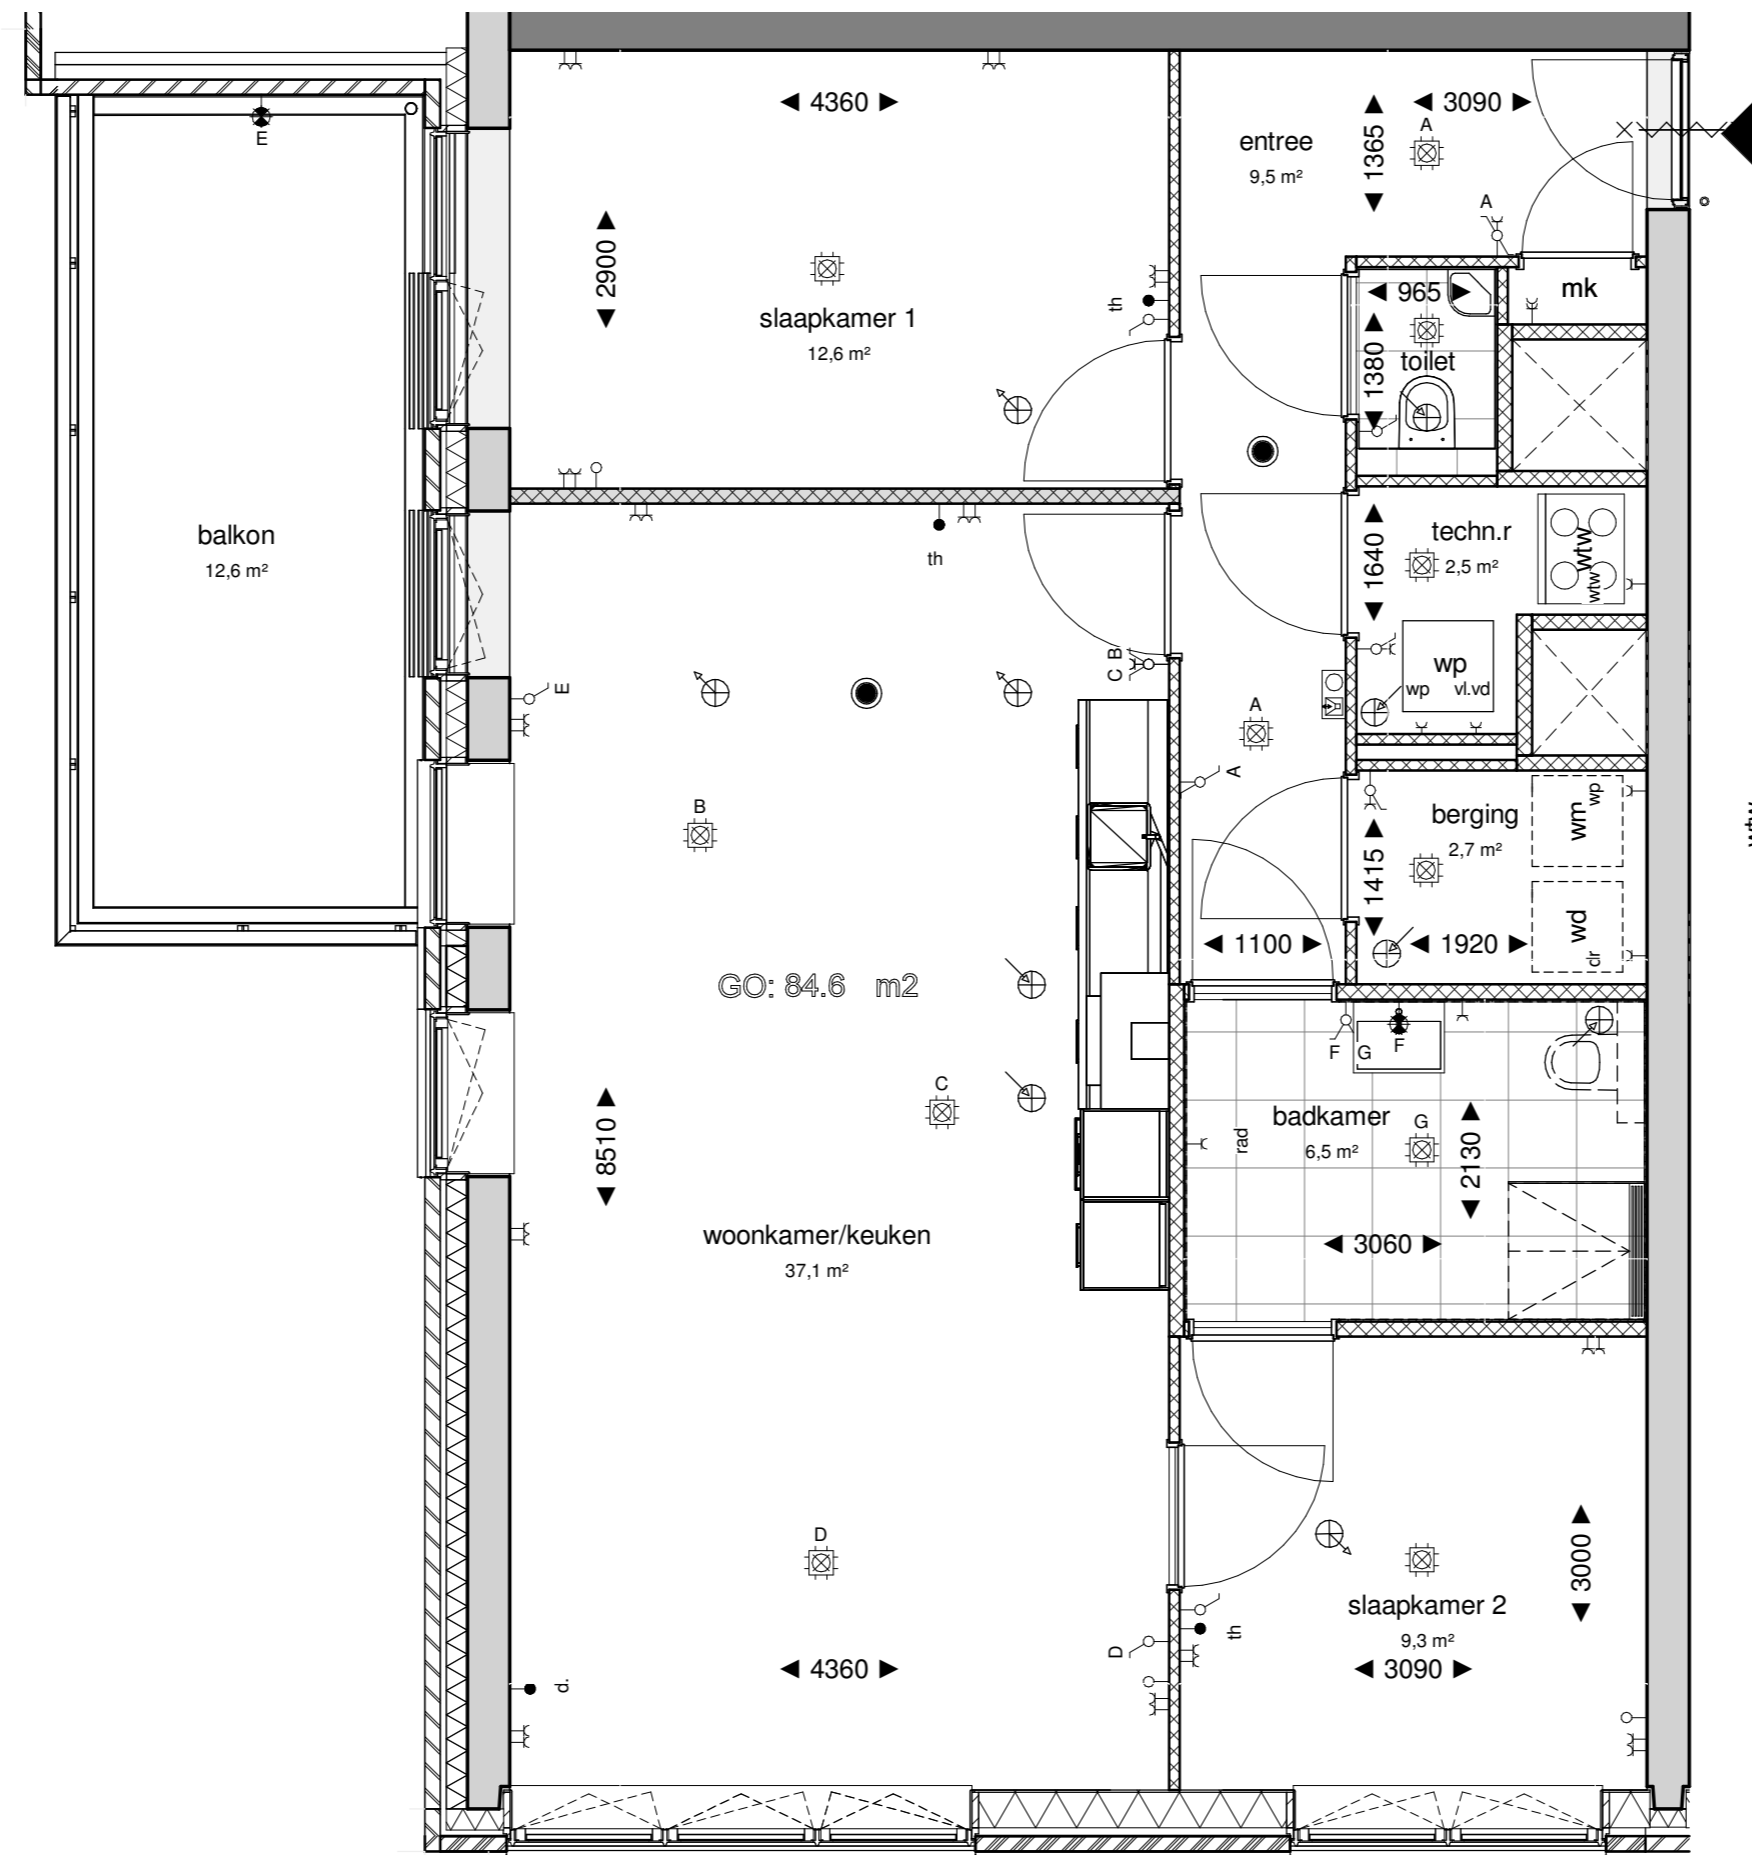 4360
3090
A
entree
9,5 m²
1365
E
A
2900
965
mk
th
slaapkamer 1
12,6 m²
1380
toilet
balkon
12,6 m²
th
1640
techn.r
2,5 m²
wtw
wtw
C B
E
wp
wp vl.vd
A
A
B
berging
2,7 m²
wm
wp
wtw
1415
wd
clr
1100
1920
GO: 84.6 m2
F G F
C
badkamer
6,5 m²
rad
G
2130
8510
woonkamer/keuken
37,1 m²
3060
D
3000
slaapkamer 2
9,3 m²
th
D
4360
3090
d.